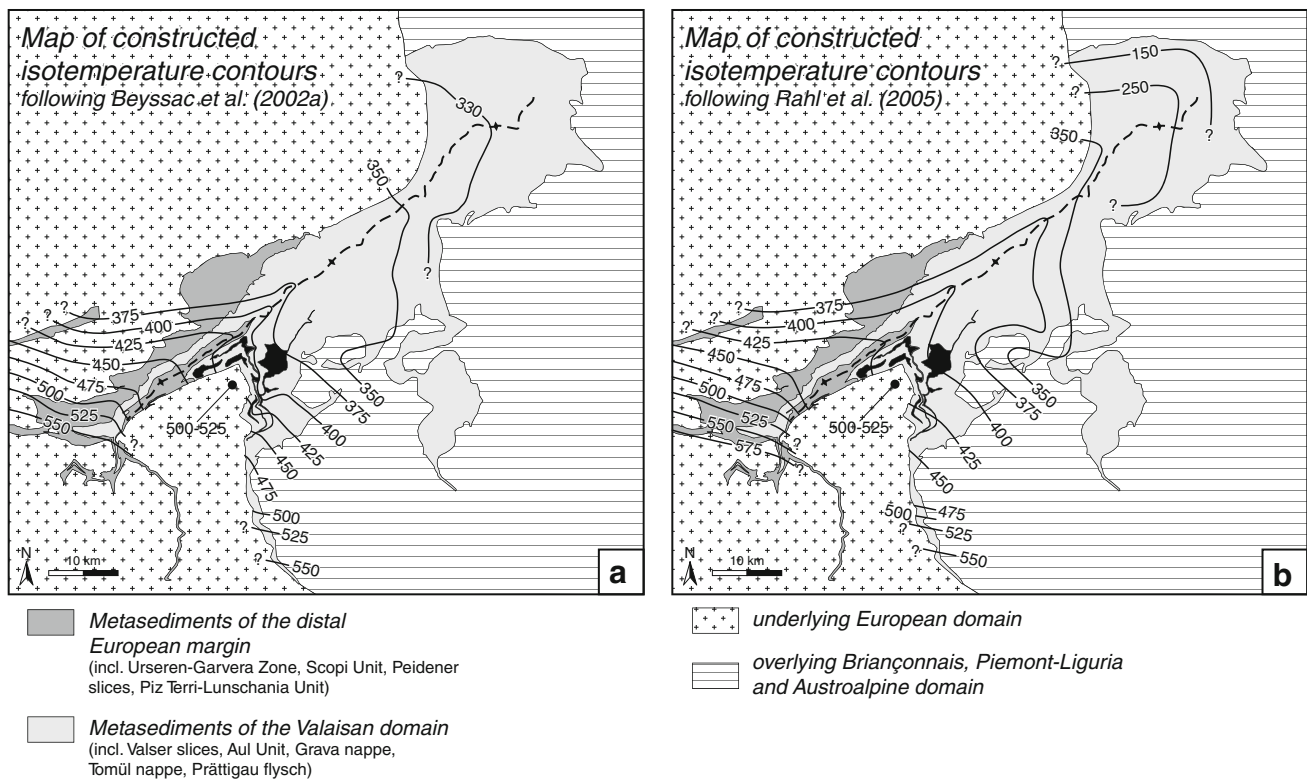 Map of constructed
isotemperature contours
following Beyssac et al. (2002a)
?
330
350
?
?
?
375
400
425
450
475
500
525
550
?
500-525
350
375
400
425
450
475
500
?
525
?
550
N
10 km
a
Map of constructed
isotemperature contours
following Rahl et al. (2005)
?
150
?
250
350
?
?
?
?
375
400
425
450
475
500
525
550
575
?
?
500-525
350
375
400
425
450
475
500
?
525
?
550
N
10 km
b
Metasediments of the distal
European margin
(incl. Urseren-Garvera Zone, Scopi Unit, Peidener
slices, Piz Terri-Lunschania Unit)
Metasediments of the Valaisan domain
(incl. Valser slices, Aul Unit, Grava nappe,
Tomül nappe, Prättigau flysch)
underlying European domain
overlying Briançonnais, Piemont-Liguria
and Austroalpine domain